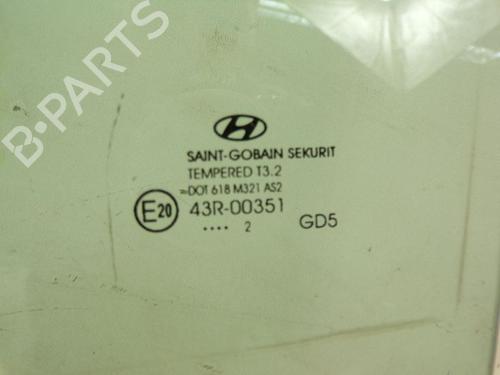 B-PARTS
SAINT-GOBAIN SEKURIT
TEMPERED T3.2
DOT 618 M321 AS2
E20 43R-00351
.... 2 GD5